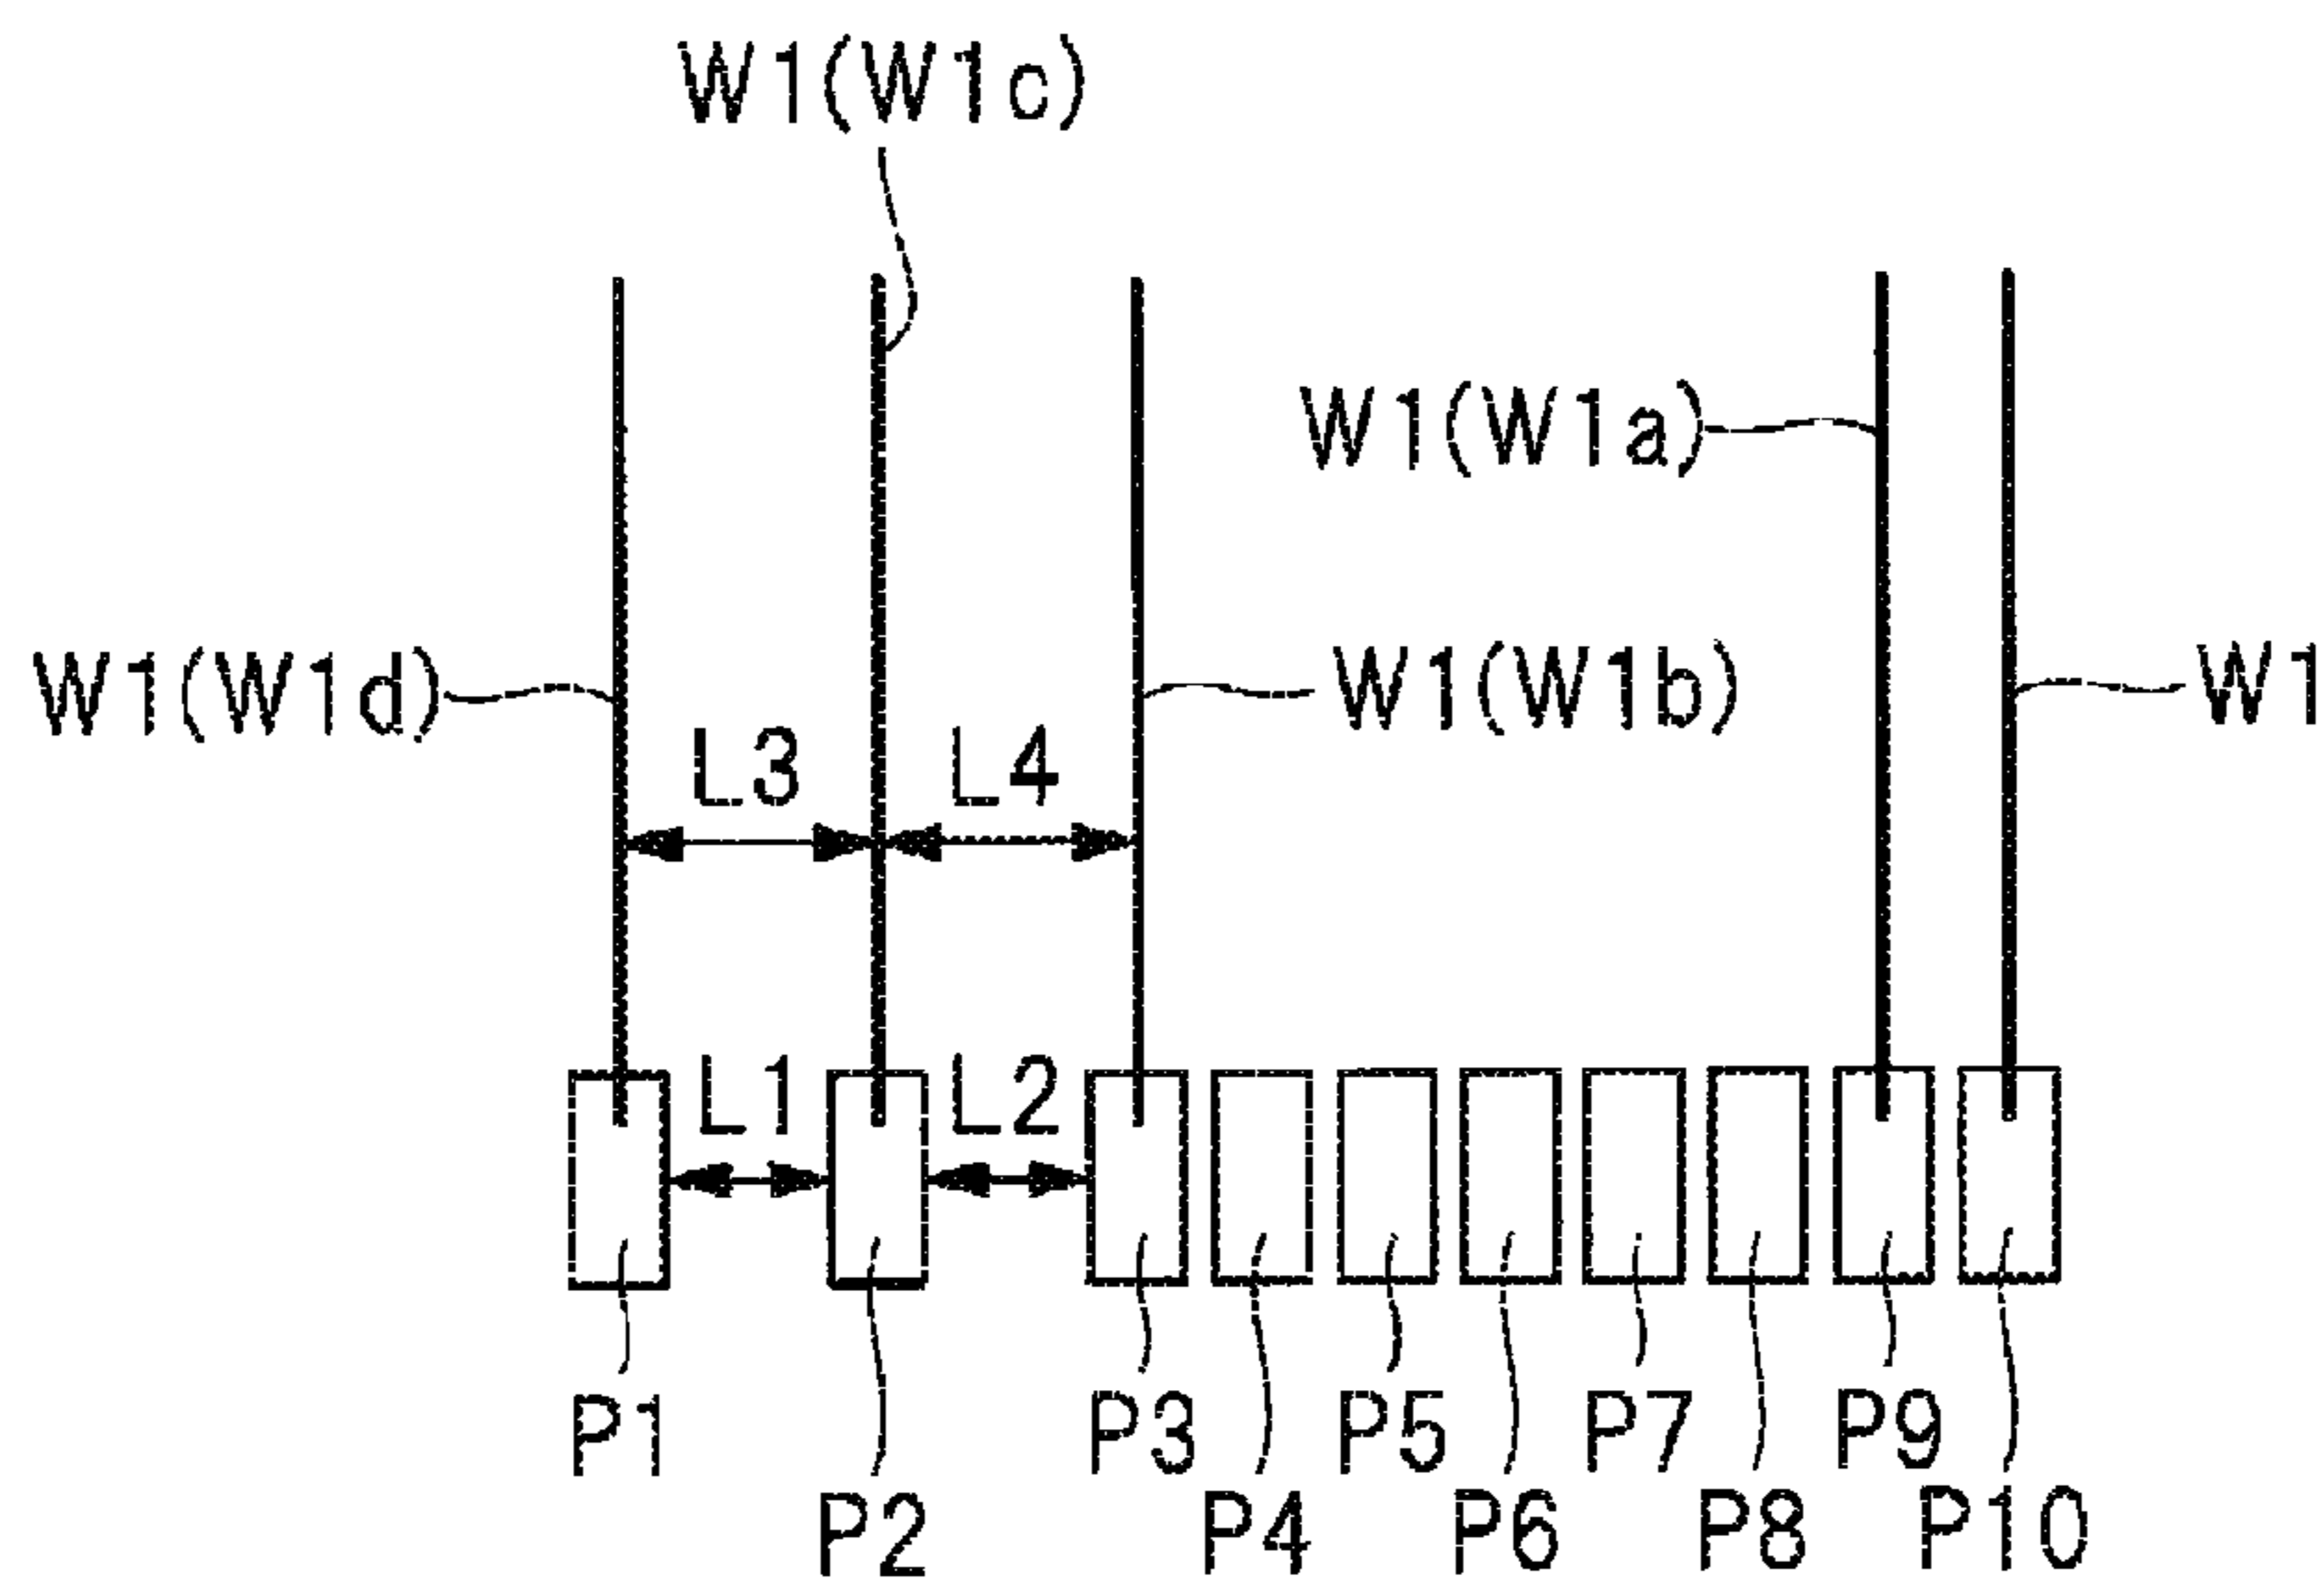 W1(W1c)
W1(W1a)
W1(W1d)
W1(W1b)
W1
L3
L4
L1
L2
P1
P3
P5
P7
P9
P2
P4
P6
P8
P10